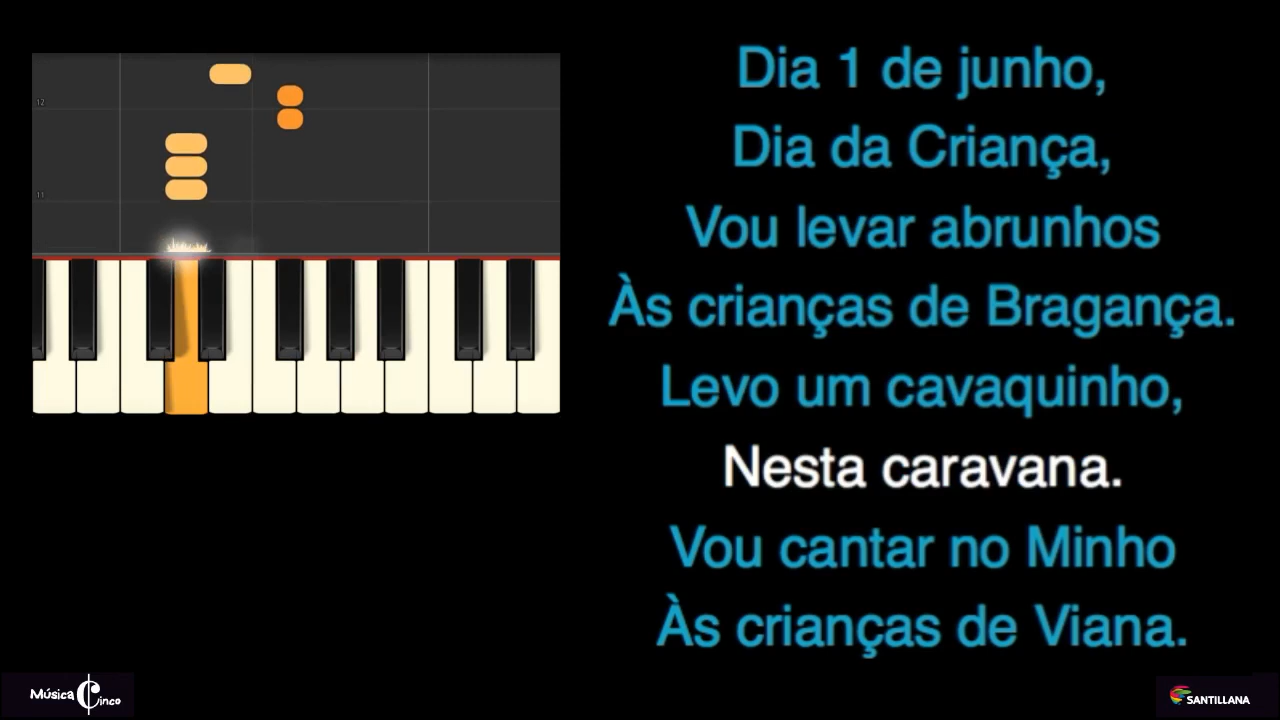 Dia 1 de junho,
Dia da Criança,
Vou levar abrunhos
Às crianças de Bragança.
Levo um cavaquinho,
Nesta caravana.
Vou cantar no Minho
Às crianças de Viana.
12
11
Música Cinco
SANTILLANA